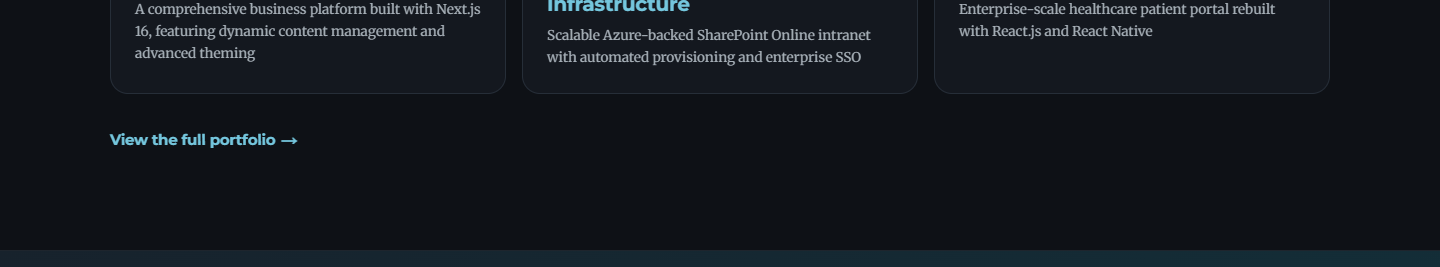 A comprehensive business platform built with Next.js
16, featuring dynamic content management and
advanced theming
Infrastructure
Scalable Azure-backed SharePoint Online intranet
with automated provisioning and enterprise SSO
Enterprise-scale healthcare patient portal rebuilt
with React.js and React Native
View the full portfolio →